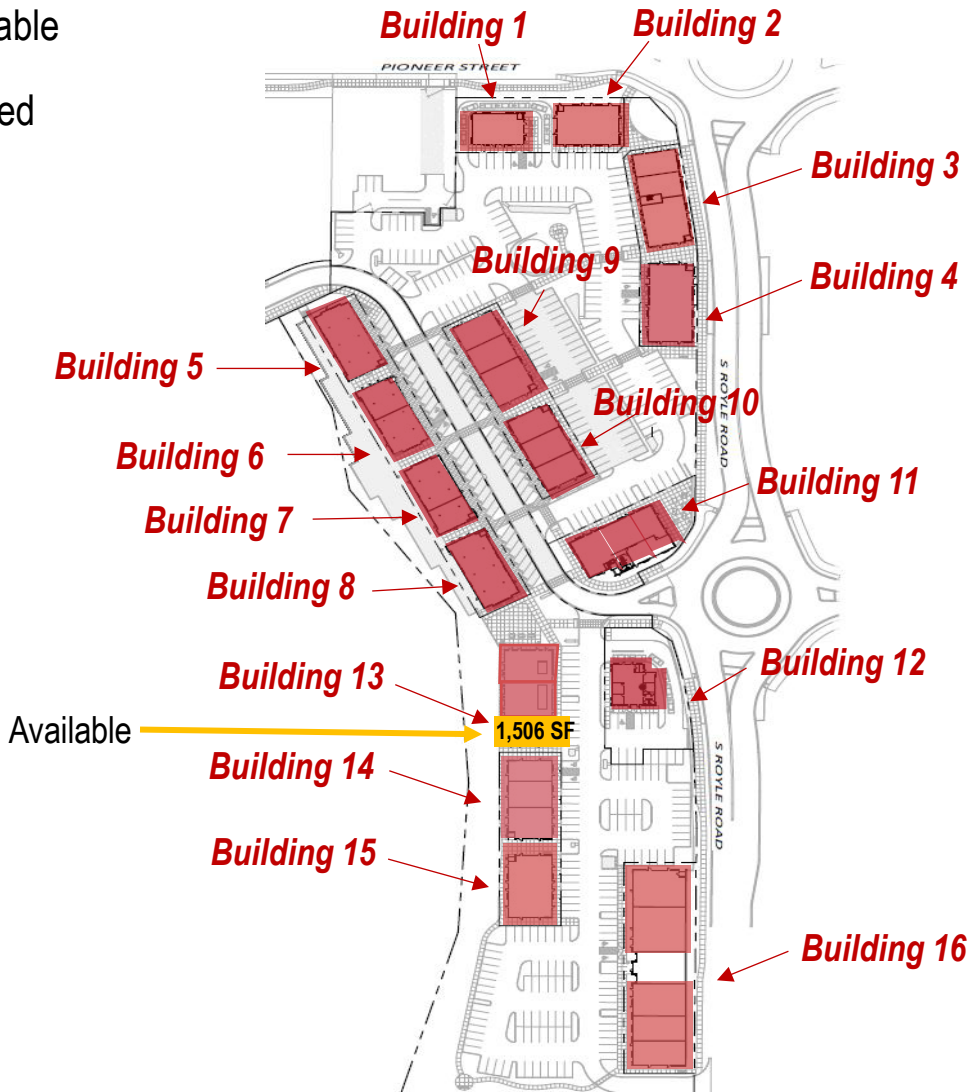 able
ed
Building 1
Building 2
PIONEER STREET
Building 3
Building 9
Building 4
Building 5
S ROYLE ROAD
Building 10
Building 6
Building 11
Building 7
Building 8
Building 12
Building 13
Available
1,506 SF
S ROYLE ROAD
Building 14
Building 15
Building 16